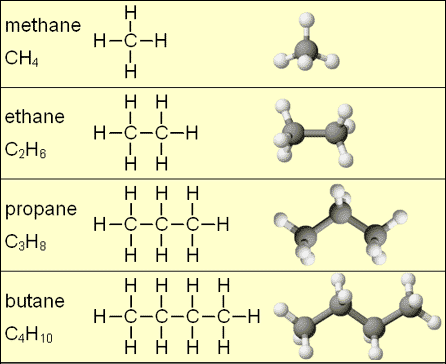 methane
CH4
H
H–C–H
H
ethane
C2H6
H H
H–C–C–H
H H
propane
C3H8
H H H
H–C–C–C–H
H H H
butane
C4H10
H H H H
H–C–C–C–C–H
H H H H